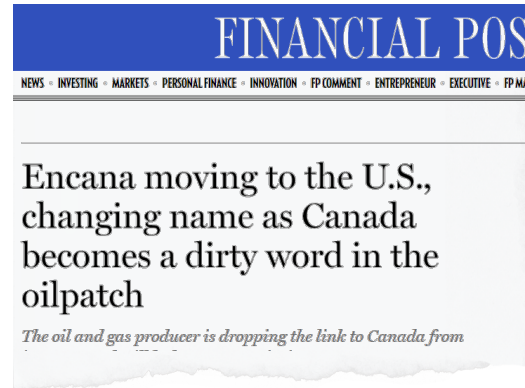 FINANCIAL POS
NEWS • INVESTING • MARKETS • PERSONAL FINANCE • INNOVATION • FP COMMENT • ENTREPRENEUR • EXECUTIVE • FP MA
Encana moving to the U.S.,
changing name as Canada
becomes a dirty word in the
oilpatch
The oil and gas producer is dropping the link to Canada from